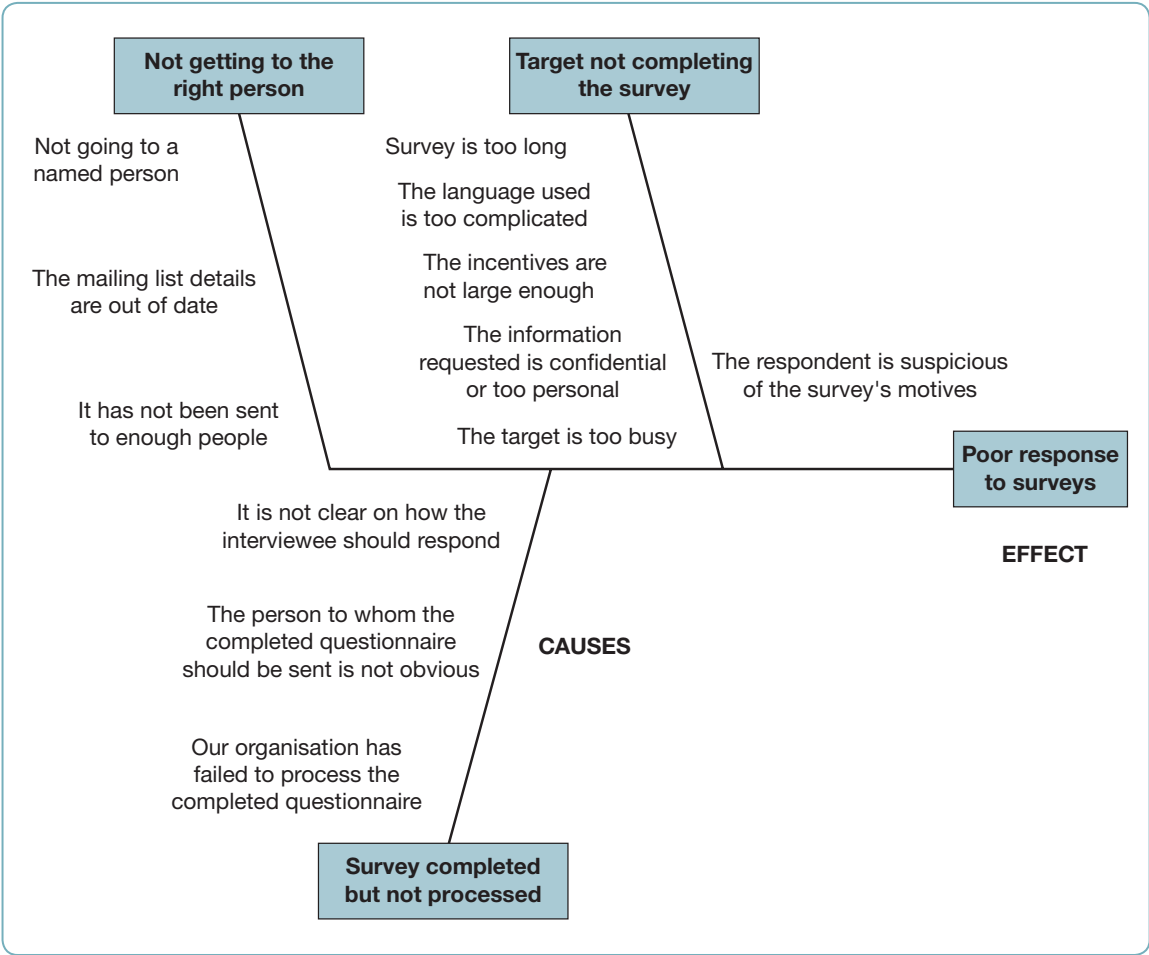 Not getting to the
right person
Target not completing
the survey
Not going to a
named person
The mailing list details
are out of date
It has not been sent
to enough people
Survey is too long
The language used
is too complicated
The incentives are
not large enough
The information
requested is confidential
or too personal
The target is too busy
The respondent is suspicious
of the survey's motives
Poor response
to surveys
EFFECT
It is not clear on how the
interviewee should respond
The person to whom the
completed questionnaire
should be sent is not obvious
CAUSES
Our organisation has
failed to process the
completed questionnaire
Survey completed
but not processed